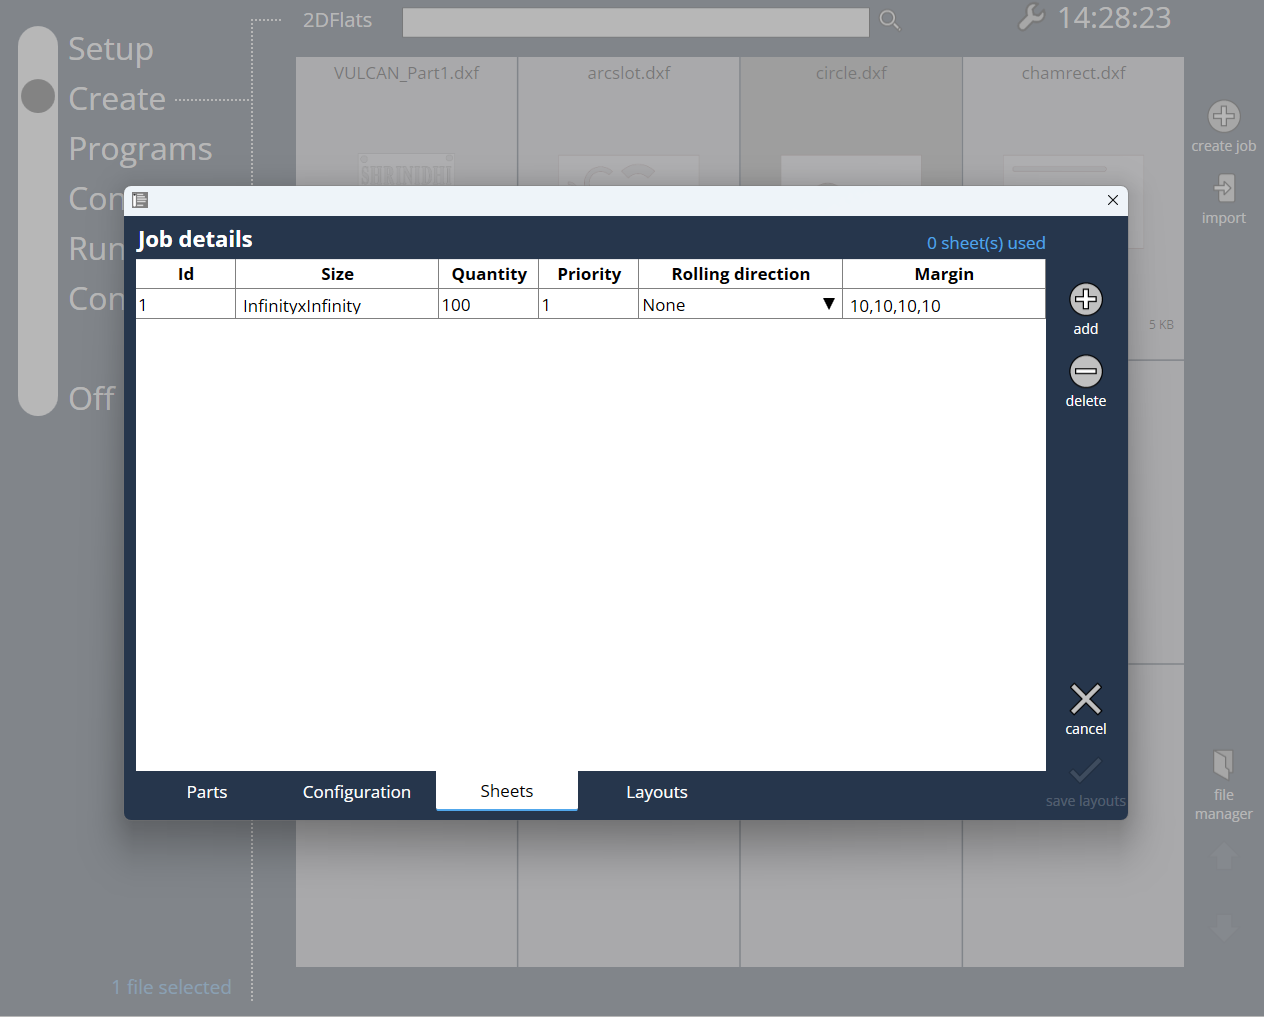 2DFlats
14:28:23
Setup
Create
Programs
Con
Run
Con
Off
VULCAN_Part1.dxf
arcslot.dxf
circle.dxf
chamrect.dxf
SHRINIDHI
create job
import
5 KB
Job details
0 sheet(s) used
Id Size Quantity Priority Rolling direction Margin
1 InfinityxInfinity 100 1 None 10,10,10,10
add
delete
cancel
save layouts
Parts Configuration Sheets Layouts
file
manager
1 file selected